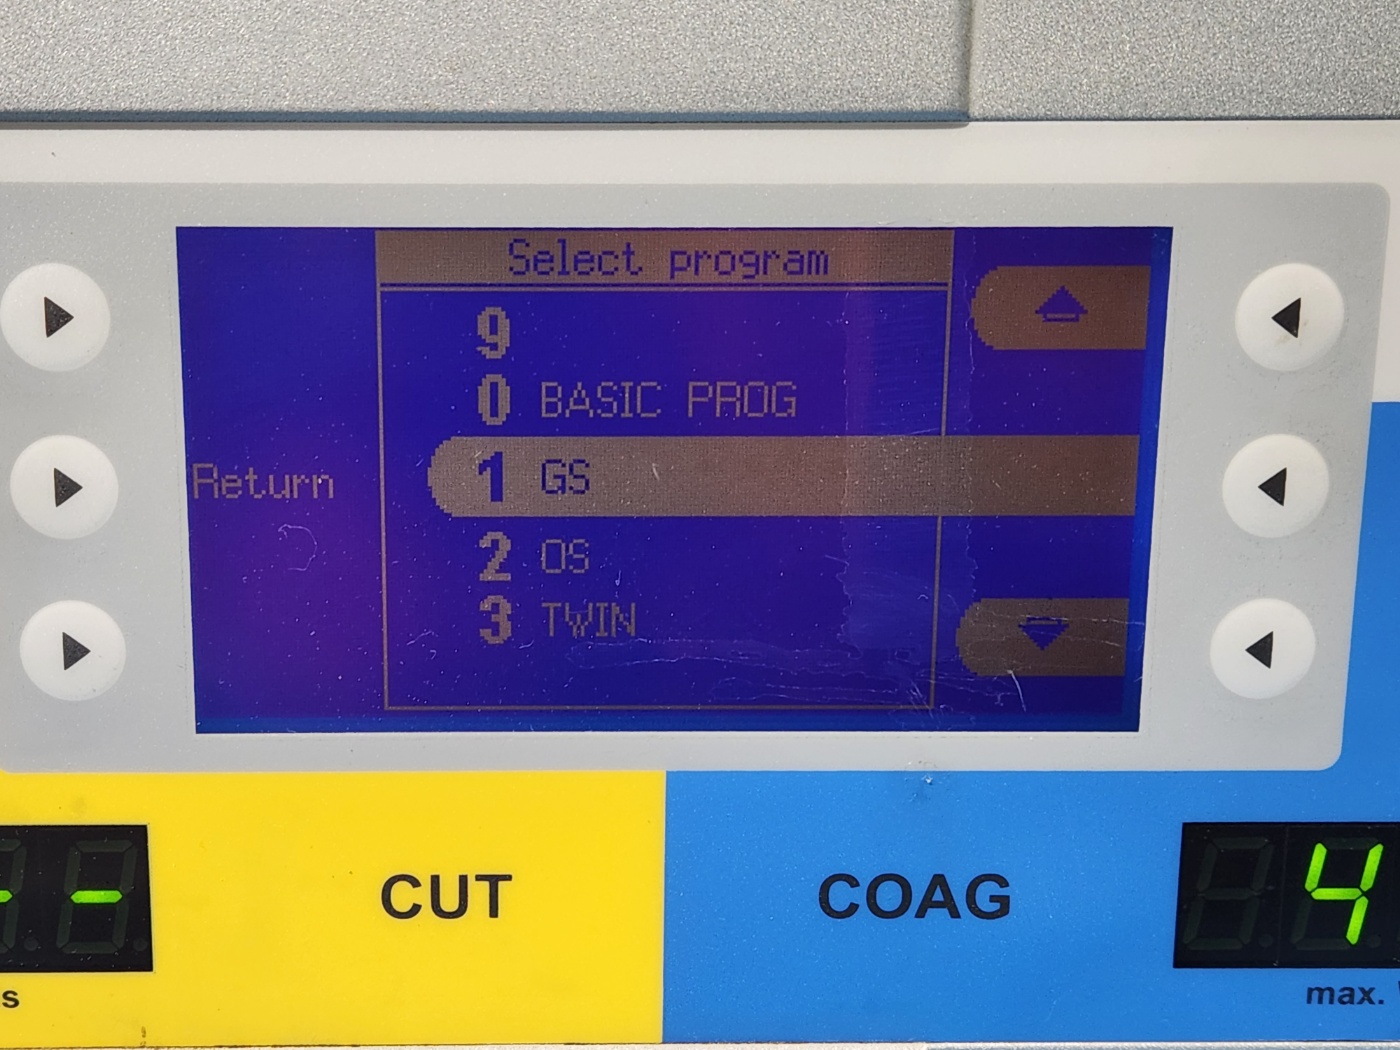 Select program
9
0 BASIC PROG
1 GS
Return
2 OS
3 TWIN
CUT
COAG
4
max.